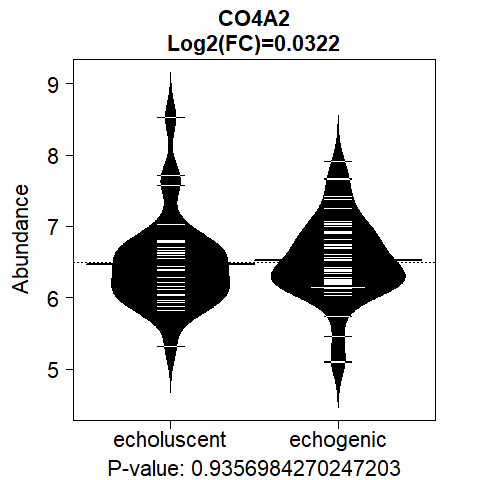 CO4A2
Log2(FC)=0.0322
Abundance
9
8
7
6
5
echoluscent echogenic
P-value: 0.9356984270247203